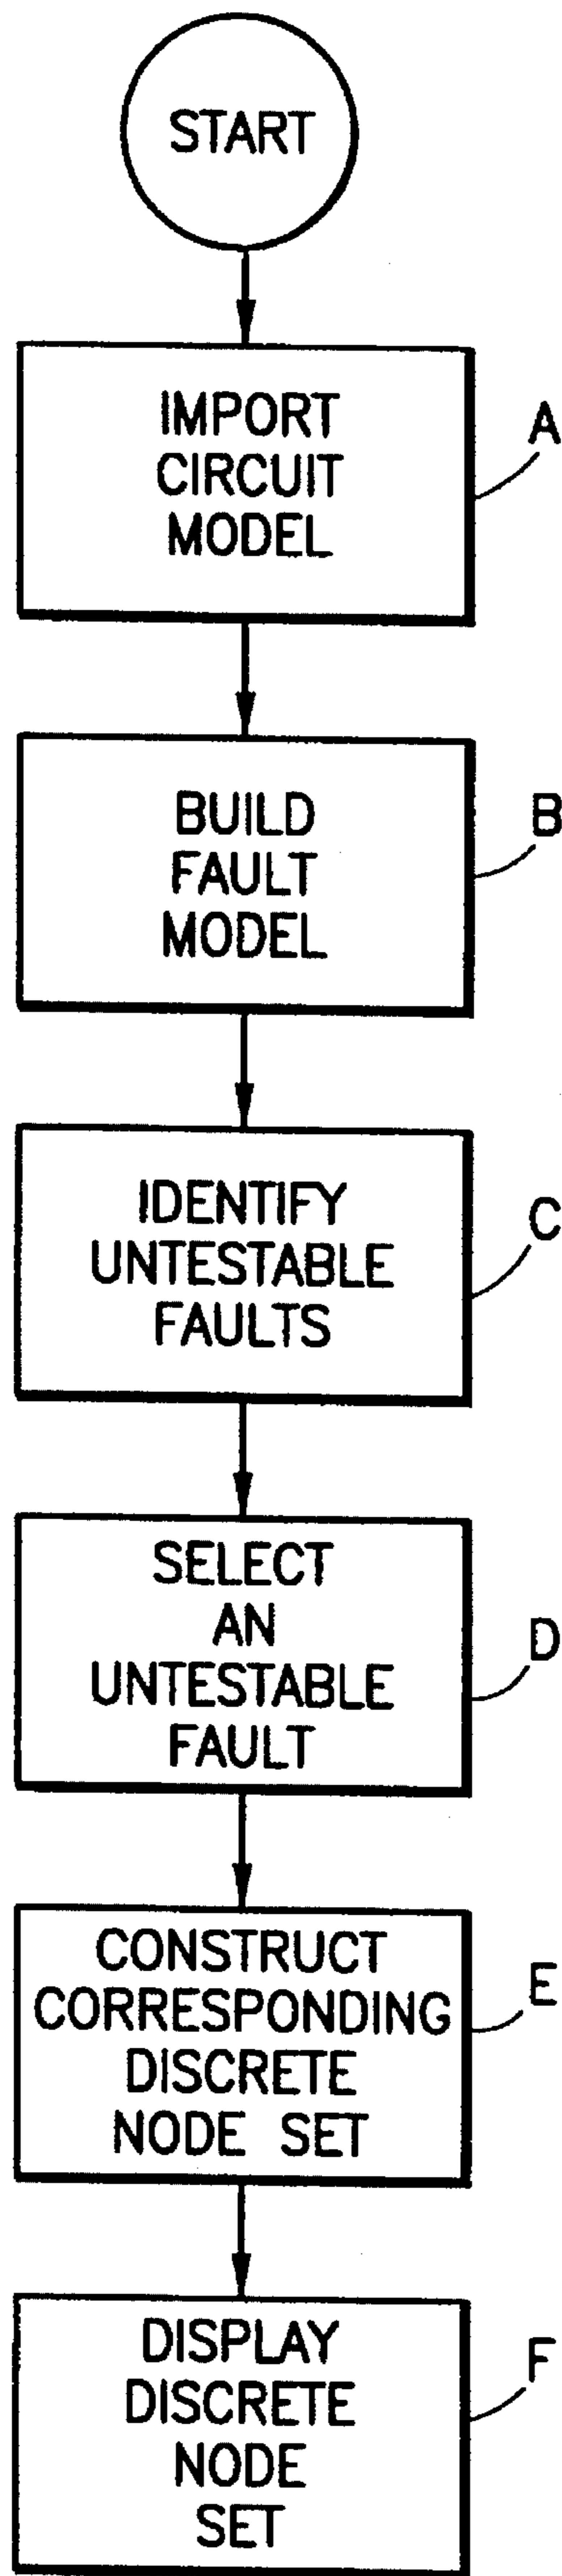 START
IMPORT
CIRCUIT
MODEL
A
BUILD
FAULT
MODEL
B
IDENTIFY
UNTESTABLE
FAULTS
C
SELECT
AN
UNTESTABLE
FAULT
D
CONSTRUCT
CORRESPONDING
DISCRETE
NODE SET
E
DISPLAY
DISCRETE
NODE
SET
F